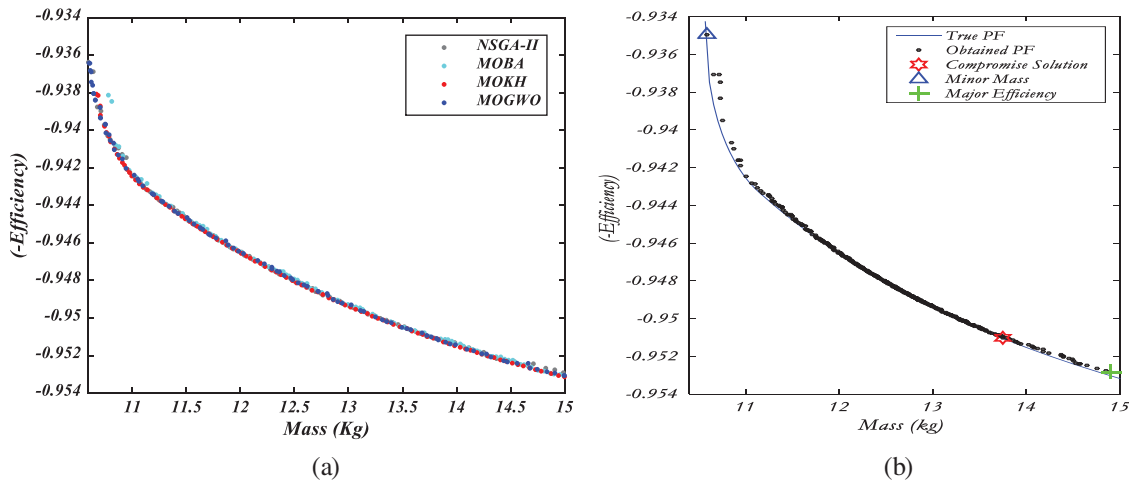 -0.934
-0.936
-0.938
-0.94
-0.942
-0.944
-0.946
-0.948
-0.95
-0.952
-0.954
(-Efficiency)
NSGA-II
MOBA
MOKH
MOGWO
11
11.5
12
12.5
13
13.5
14
14.5
15
Mass (Kg)
(a)
-0.934
-0.936
-0.938
-0.94
-0.942
-0.944
-0.946
-0.948
-0.95
-0.952
-0.954
(-Efficiency)
True PF
Obtained PF
Compromise Solution
Minor Mass
Major Efficiency
11
12
13
14
15
Mass (kg)
(b)